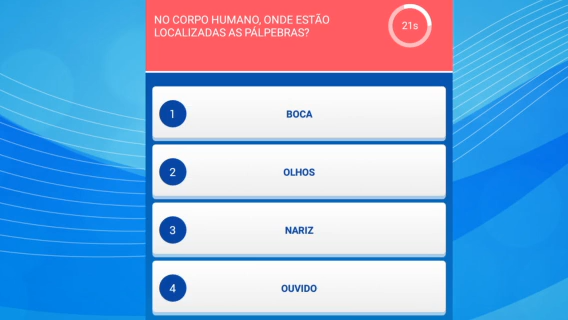 NO CORPO HUMANO, ONDE ESTÃO
LOCALIZADAS AS PÁLPEBRAS?
21s
1
BOCA
2
OLHOS
3
NARIZ
4
OUVIDO